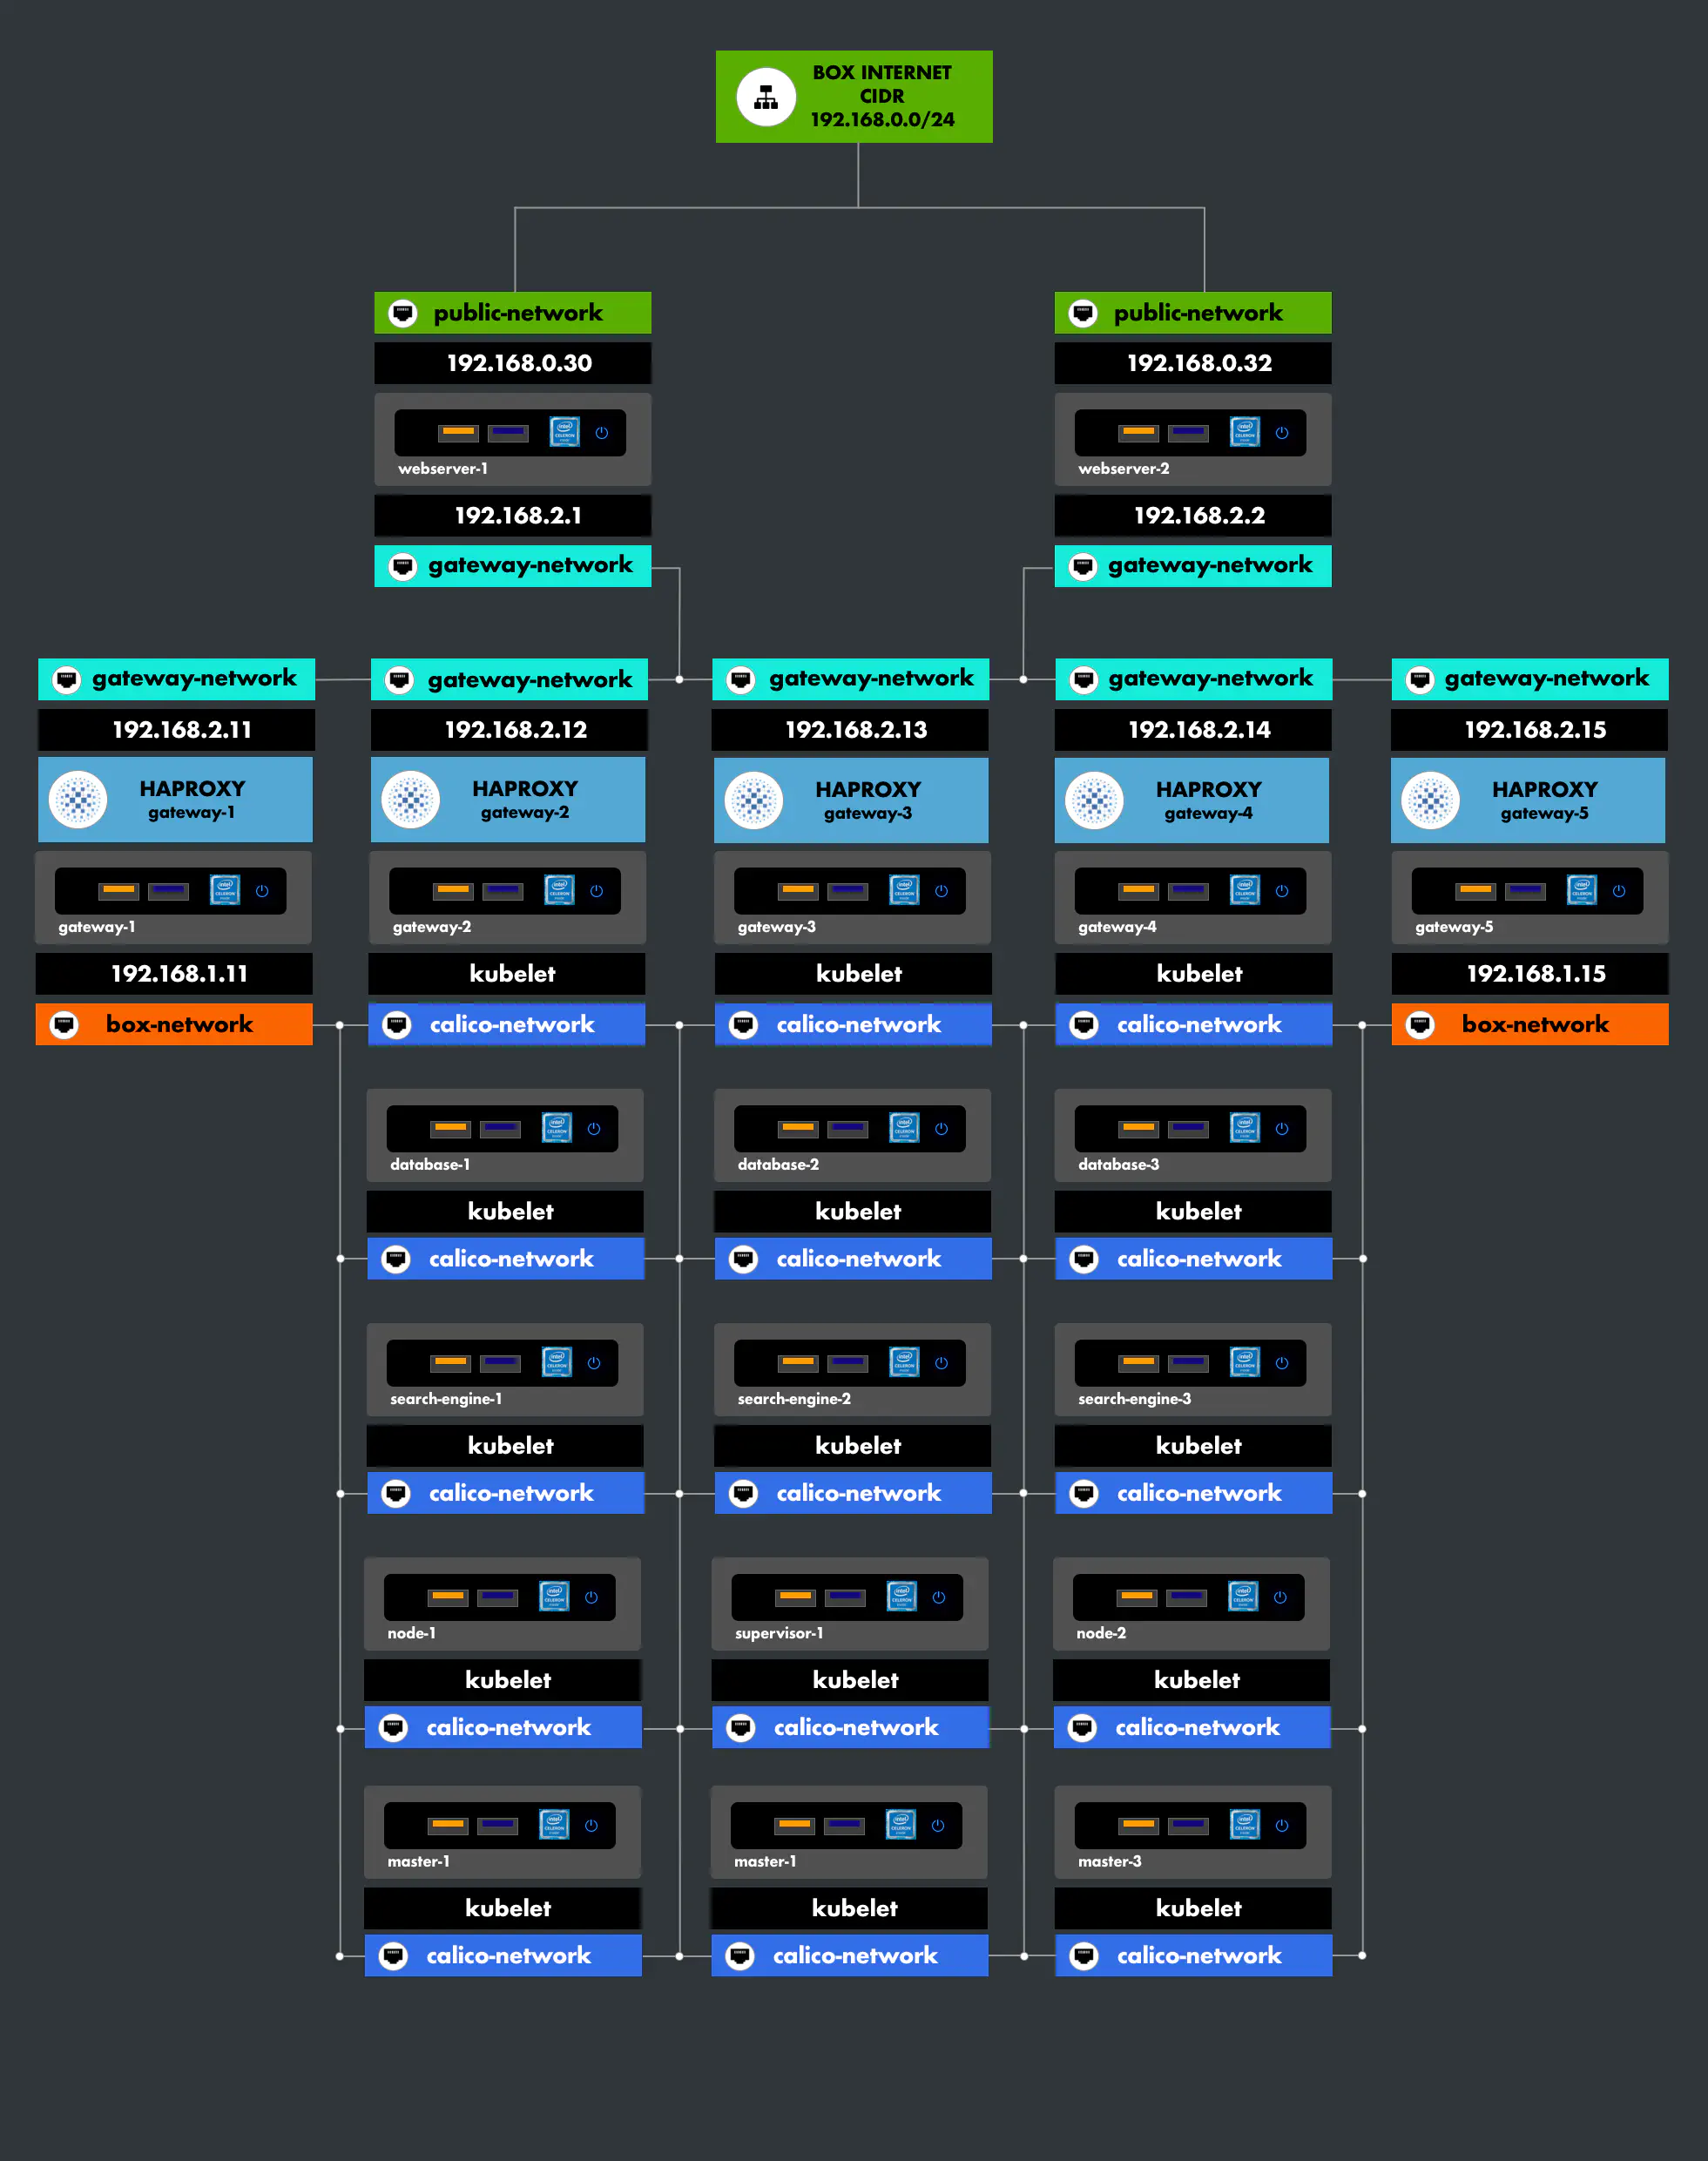 BOX INTERNET
CIDR
192.168.0.0/24
public-network
public-network
192.168.0.30
192.168.0.32
webserver-1
webserver-2
192.168.2.1
192.168.2.2
gateway-network
gateway-network
gateway-network
gateway-network
gateway-network
gateway-network
gateway-network
192.168.2.11
192.168.2.12
192.168.2.13
192.168.2.14
192.168.2.15
HAPROXY
gateway-1
HAPROXY
gateway-2
HAPROXY
gateway-3
HAPROXY
gateway-4
HAPROXY
gateway-5
gateway-1
gateway-2
gateway-3
gateway-4
gateway-5
192.168.1.11
kubelet
kubelet
kubelet
192.168.1.15
box-network
calico-network
calico-network
calico-network
box-network
database-1
database-2
database-3
kubelet
kubelet
kubelet
calico-network
calico-network
calico-network
search-engine-1
search-engine-2
search-engine-3
kubelet
kubelet
kubelet
calico-network
calico-network
calico-network
node-1
supervisor-1
node-2
kubelet
kubelet
kubelet
calico-network
calico-network
calico-network
master-1
master-1
master-3
kubelet
kubelet
kubelet
calico-network
calico-network
calico-network